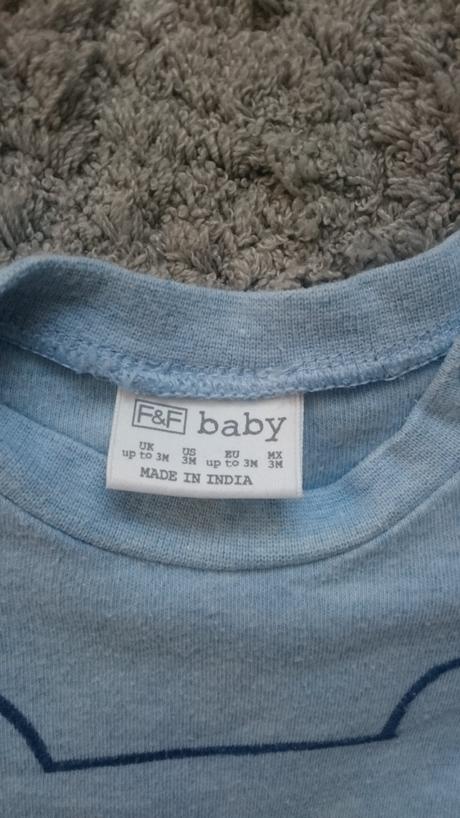 F&F baby
UK US EU MX
up to 3M 3M up to 3M 3M
MADE IN INDIA